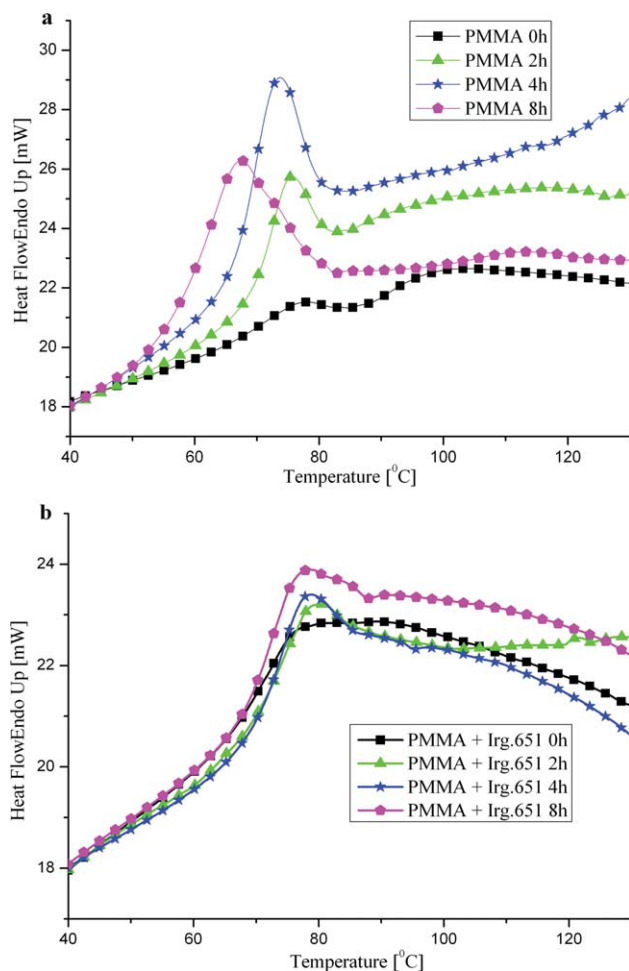 a
PMMA 0h
PMMA 2h
PMMA 4h
PMMA 8h
Heat FlowEndo Up [mW]
30
28
26
24
22
20
18
40 60 80 100 120
Temperature [⁰C]
b
Heat FlowEndo Up [mW]
24
22
20
18
PMMA + Irg.651 0h
PMMA + Irg.651 2h
PMMA + Irg.651 4h
PMMA + Irg.651 8h
40 60 80 100 120
Temperature [⁰C]